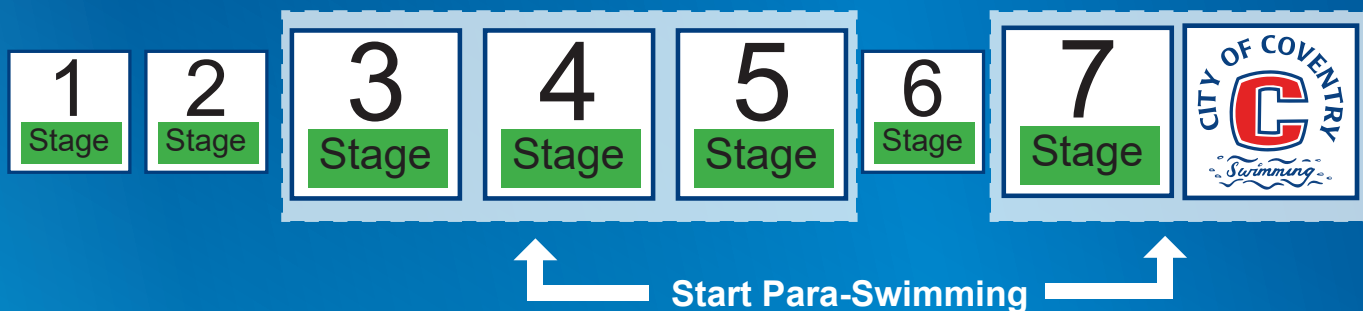 1
Stage
2
Stage
3
Stage
4
Stage
5
Stage
6
Stage
7
Stage
CITY OF COVENTRY
C
Swimming
Start Para-Swimming